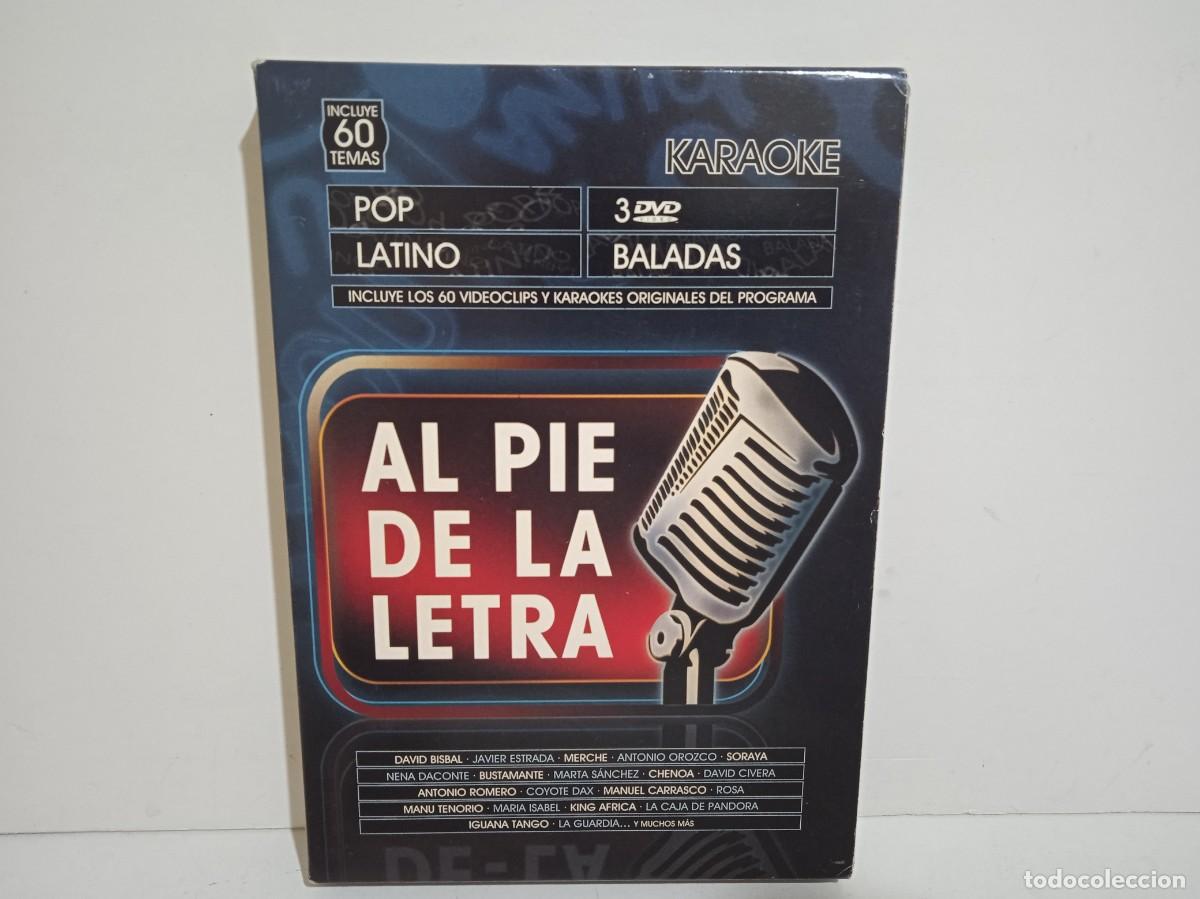 INCLUYE
60
TEMAS
KARAOKE
POP
3 DVD
VIDEO
LATINO
BALADAS
INCLUYE LOS 60 VIDEOCLIPS Y KARAOKES ORIGINALES DEL PROGRAMA
AL PIE
DE LA
LETRA
DAVID BISBAL · JAVIER ESTRADA · MERCHE · ANTONIO OROZCO · SORAYA
NENA DACONTE · BUSTAMANTE · MARTA SÁNCHEZ · CHENOA · DAVID CIVERA
ANTONIO ROMERO · COYOTE DAX · MANUEL CARRASCO · ROSA
MANU TENORIO · MARIA ISABEL · KING AFRICA · LA CAJA DE PANDORA
IGUANA TANGO · LA GUARDIA... Y MUCHOS MÁS
DE LA
todocoleccion